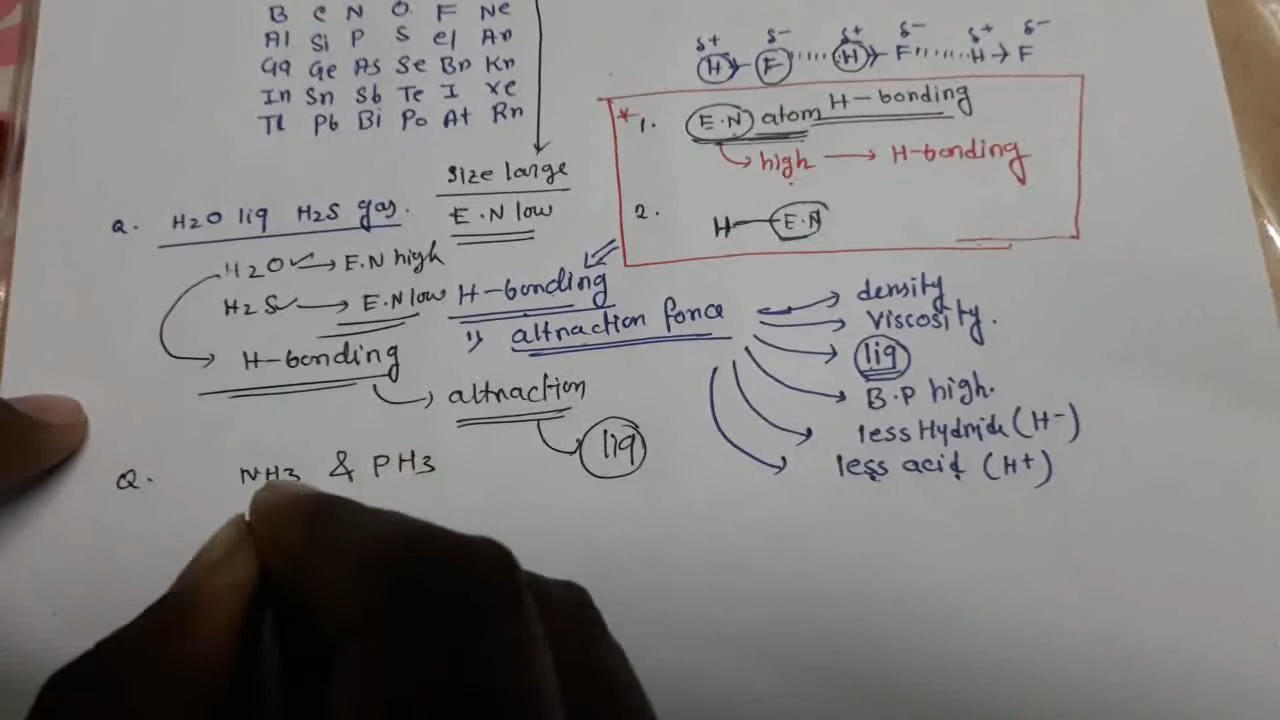 B C N O F Ne
Al Si P S Cl Ar
Ga Ge As Se Br Kr
In Sn Sb Te I Xe
Tl Pb Bi Po At Rn
size large
E.N low
δ+ δ- δ+ δ- δ+ δ-
H → F ..... H → F ...... H → F
* 1. E.N atom H-bonding
high → H-bonding
2. H — E.N
Q. H2O liq H2S gas.
H2O → E.N high
H2S → E.N low
H-bonding
attraction
liq
H-bonding
1) attraction force
density
viscosity.
liq
B.P high.
less Hydride (H-)
less acid (H+)
Q. NH3 & PH3